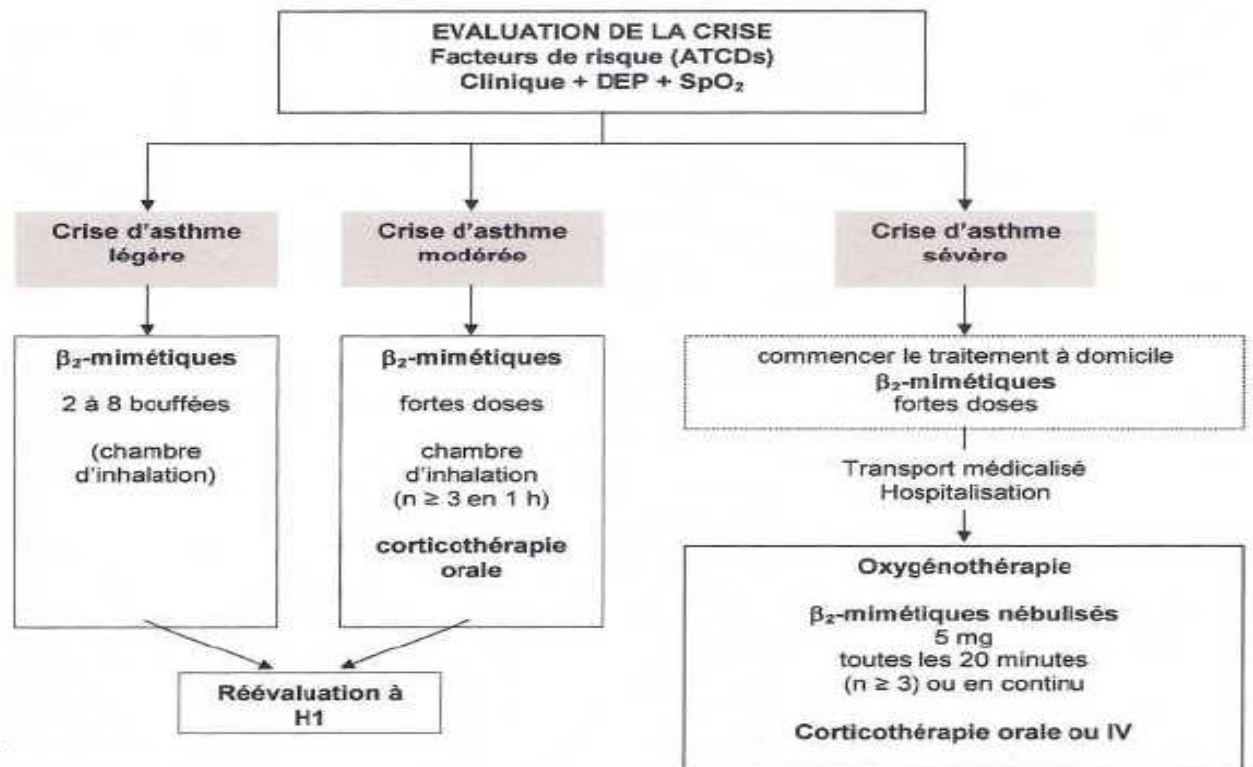 EVALUATION DE LA CRISE
Facteurs de risque (ATCDs)
Clinique + DEP + SpO₂
Crise d'asthme
légère
Crise d'asthme
modérée
Crise d'asthme
sévère
β₂-mimétiques
2 à 8 bouffées
(chambre
d'inhalation)
β₂-mimétiques
fortes doses
chambre
d'inhalation
(n ≥ 3 en 1 h)
corticothérapie
orale
commencer le traitement à domicile
β₂-mimétiques
fortes doses
Transport médicalisé
Hospitalisation
Réévaluation à
H1
Oxygénothérapie
β₂-mimétiques nébulisés
5 mg
toutes les 20 minutes
(n ≥ 3) ou en continu
Corticothérapie orale ou IV